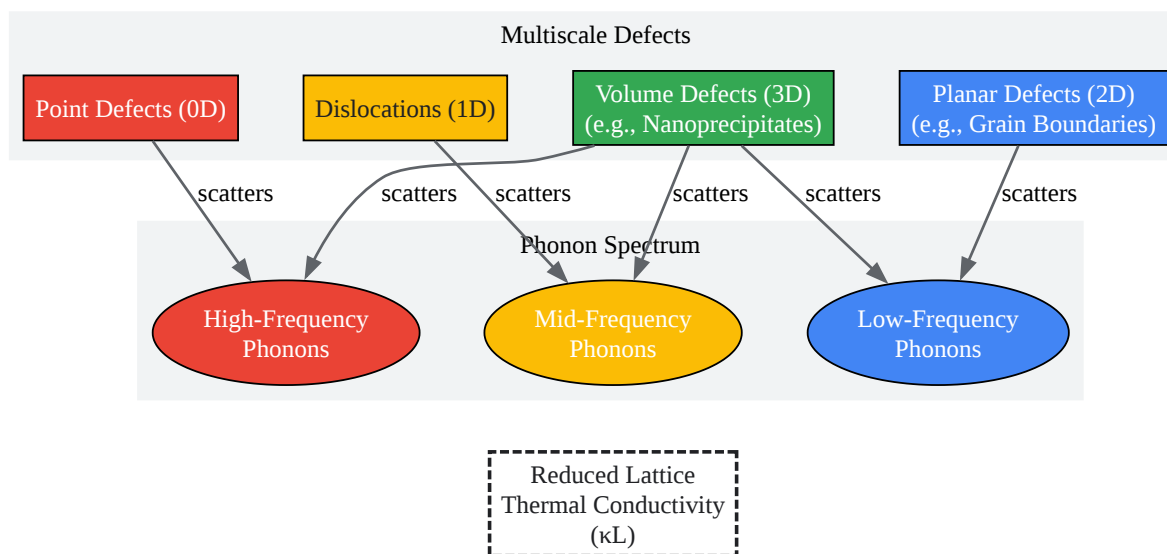 Multiscale Defects
Point Defects (0D)
Dislocations (1D)
Volume Defects (3D)
(e.g., Nanoprecipitates)
Planar Defects (2D)
(e.g., Grain Boundaries)
scatters
scatters
scatters
scatters
scatters
scatters
Phonon Spectrum
High-Frequency
Phonons
Mid-Frequency
Phonons
Low-Frequency
Phonons
Reduced Lattice
Thermal Conductivity
(κL)